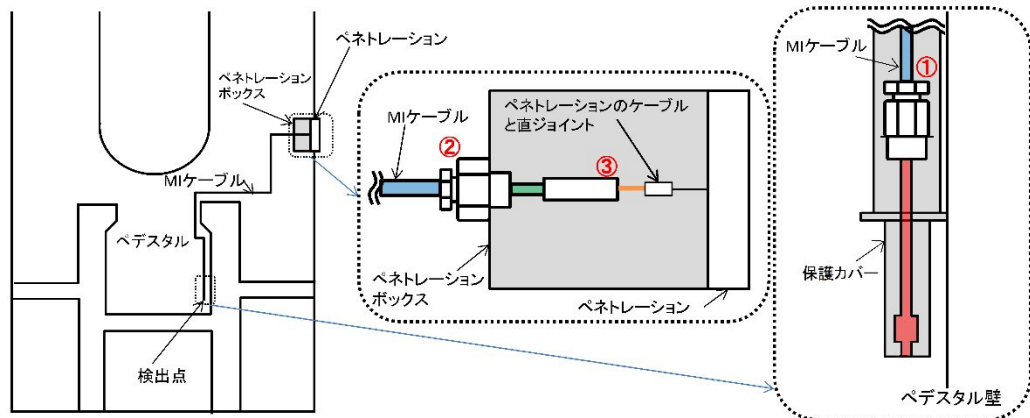 ペネトレーション
ペネトレーション
ボックス
MIケーブル
ペデスタル
検出点
MIケーブル
②
ペネトレーションのケーブル
と直ジョイント
③
ペネトレーション
ボックス
ペネトレーション
MIケーブル
①
保護カバー
ペデスタル壁